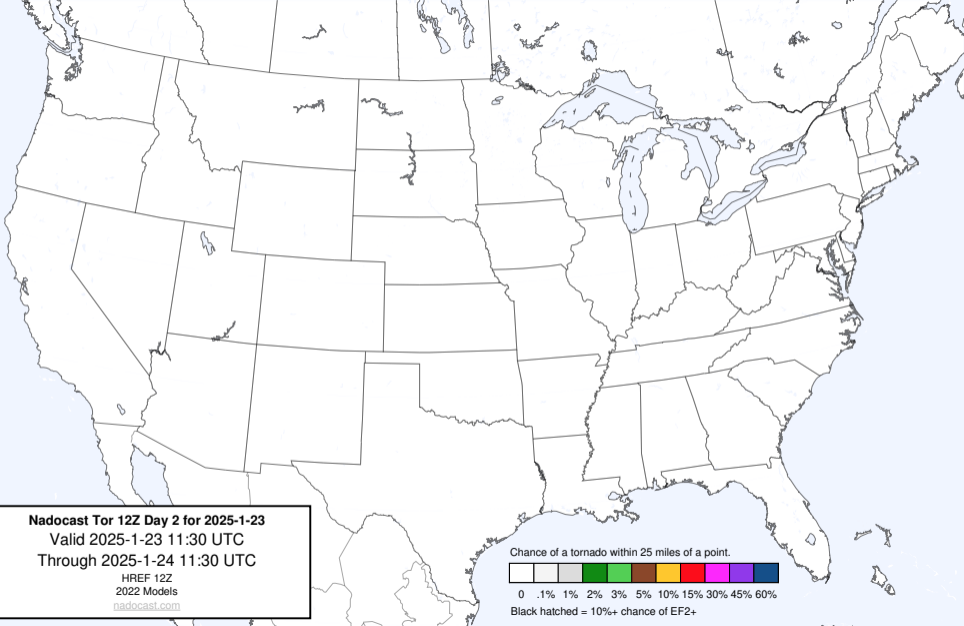 Nadocast Tor 12Z Day 2 for 2025-1-23
Valid 2025-1-23 11:30 UTC
Through 2025-1-24 11:30 UTC
HREF 12Z
2022 Models
nadocast.com
Chance of a tornado within 25 miles of a point.
0 .1% 1% 2% 3% 5% 10% 15% 30% 45% 60%
Black hatched = 10%+ chance of EF2+